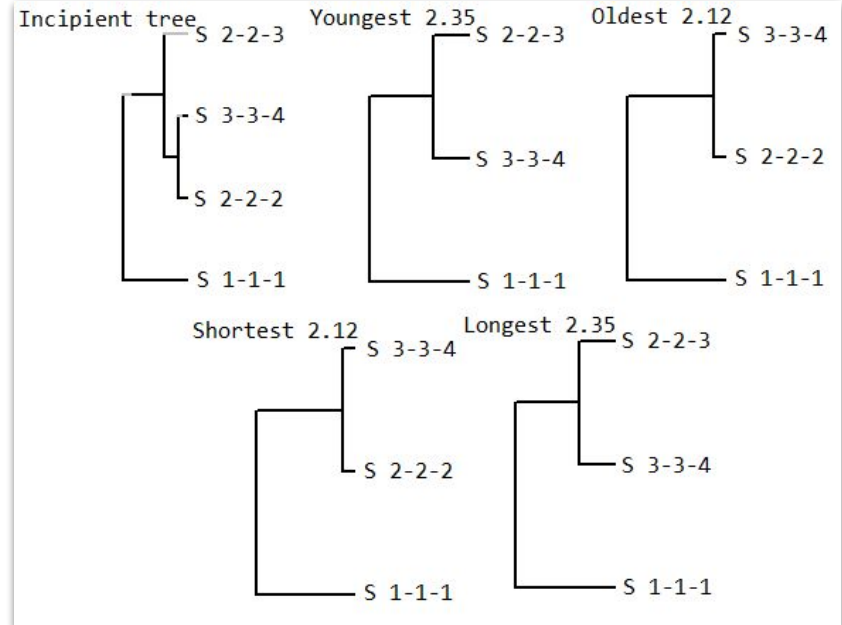 Incipient tree
S 2-2-3
S 3-3-4
S 2-2-2
S 1-1-1
Youngest 2.35
S 2-2-3
S 3-3-4
S 1-1-1
Oldest 2.12
S 3-3-4
S 2-2-2
S 1-1-1
Shortest 2.12
S 3-3-4
S 2-2-2
S 1-1-1
Longest 2.35
S 2-2-3
S 3-3-4
S 1-1-1